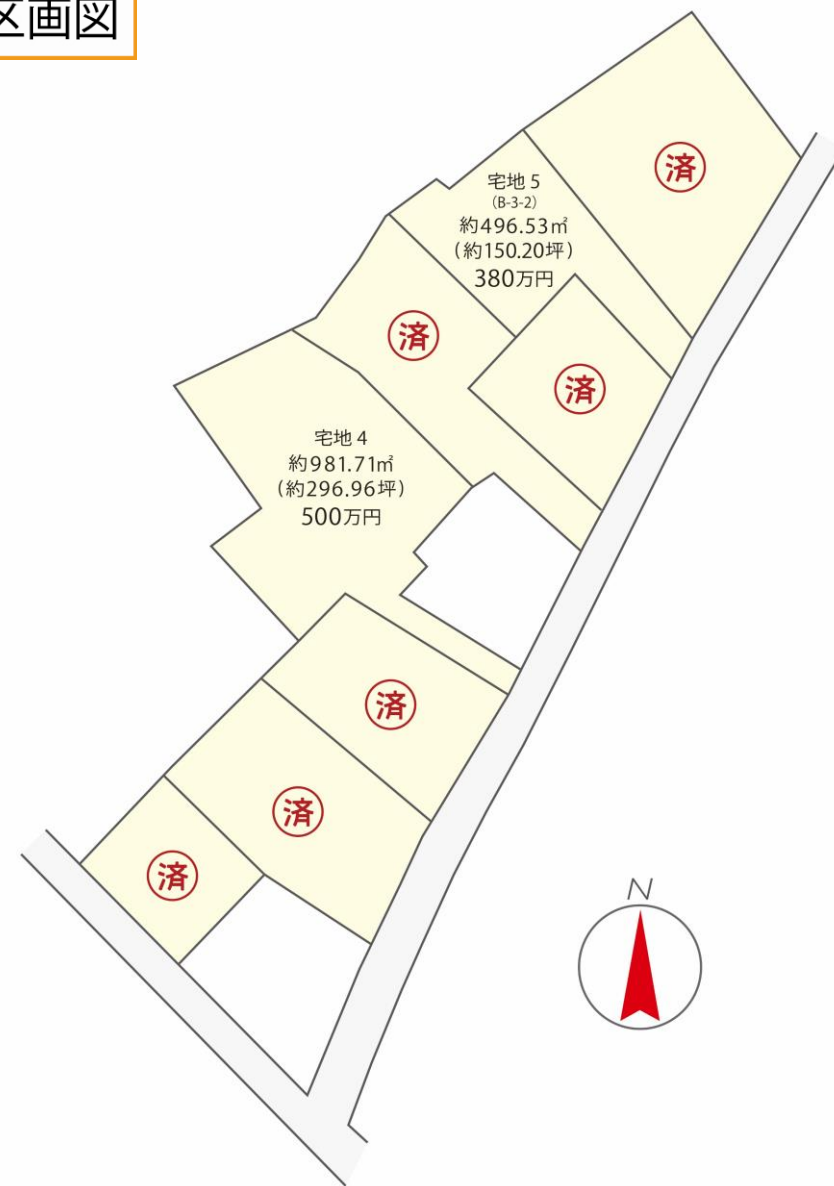 区画図
済
宅地 5
(B-3-2)
約496.53㎡
(約150.20坪)
380万円
済
済
宅地 4
約981.71㎡
(約296.96坪)
500万円
済
済
済
N